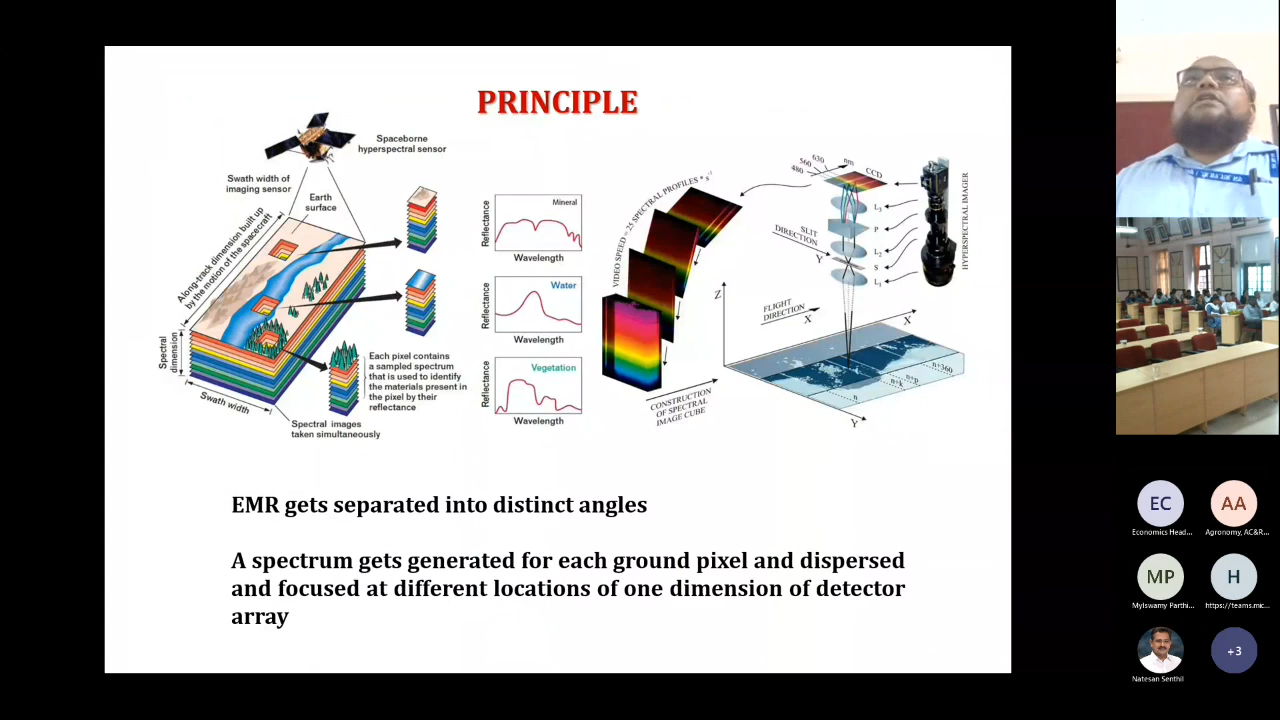 PRINCIPLE
Spaceborne
hyperspectral sensor
Swath width of
imaging sensor
Earth
surface
Along-track dimension built up
by the motion of the spacecraft
Spectral
dimension
Swath width
Spectral images
taken simultaneously
Each pixel contains
a sampled spectrum
that is used to identify
the materials present in
the pixel by their
reflectance
Reflectance
Mineral
Wavelength
Reflectance
Water
Wavelength
Reflectance
Vegetation
Wavelength
VIDEO SPEED = 25 SPECTRAL PROFILES * s⁻¹
CONSTRUCTION
OF SPECTRAL
IMAGE CUBE
480
560
630
nm
CCD
L3
P
L2
S
L1
SLIT
DIRECTION
Y
HYPERSPECTRAL IMAGER
Z
FLIGHT
DIRECTION
X
X
n+360
n+p
n+k
n
Y
EMR gets separated into distinct angles
A spectrum gets generated for each ground pixel and dispersed
and focused at different locations of one dimension of detector
array
EC
AA
Economics Head...
Agronomy, AC&R...
MP
H
Mylswamy Parthi...
https://teams.mic...
+3
Natesan Senthil